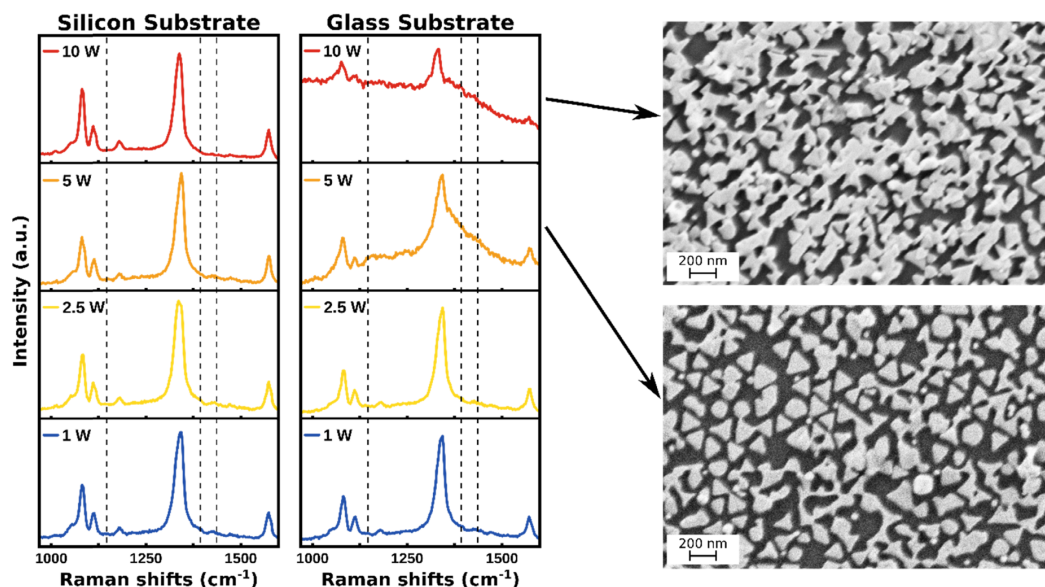 Silicon Substrate
Glass Substrate
10 W
10 W
5 W
5 W
2.5 W
2.5 W
1 W
1 W
Intensity (a.u.)
1000 1250 1500
1000 1250 1500
Raman shifts (cm⁻¹)
Raman shifts (cm⁻¹)
200 nm
200 nm